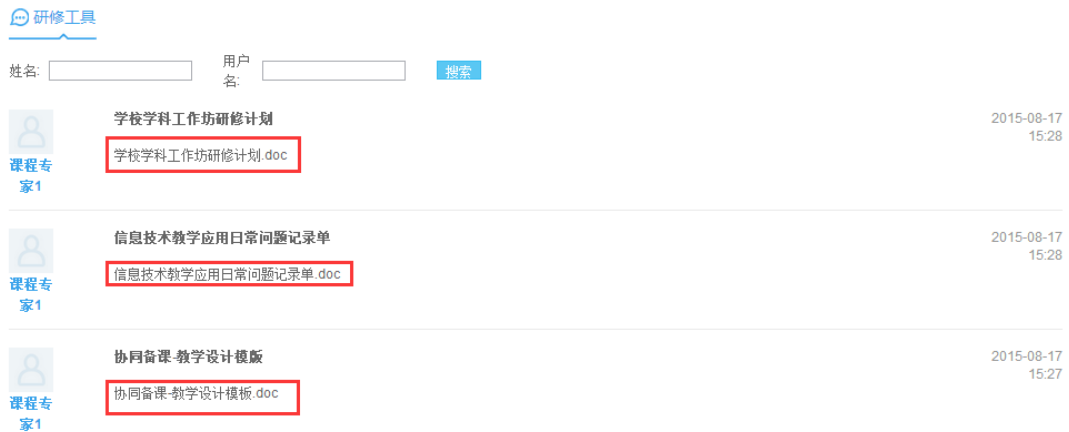 研修工具
姓名:
用户
名:
搜索
学校学科工作坊研修计划
2015-08-17
15:28
学校学科工作坊研修计划.doc
课程专
家1
信息技术教学应用日常问题记录单
2015-08-17
15:28
信息技术教学应用日常问题记录单.doc
课程专
家1
协同备课-教学设计模版
2015-08-17
15:27
协同备课-教学设计模板.doc
课程专
家1